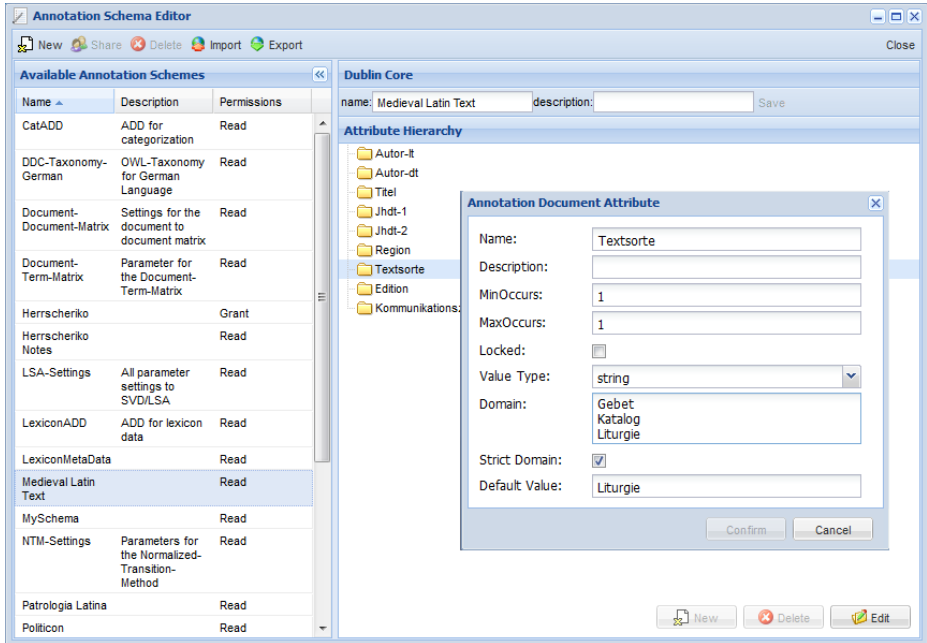 Annotation Schema Editor
New Share Delete Import Export Close
Available Annotation Schemes
Name Description Permissions
CatADD ADD for Read
categorization
DDC-Taxonomy- OWL-Taxonomy Read
German for German
Language
Document- Settings for the Read
Document-Matrix document to
document matrix
Document- Parameter for Read
Term-Matrix the Document-
Term-Matrix
Herrscheriko Grant
Herrscheriko Read
Notes
LSA-Settings All parameter Read
settings to
SVD/LSA
LexiconADD ADD for lexicon Read
data
LexiconMetaData Read
Medieval Latin Read
Text
MySchema Read
NTM-Settings Parameters for Read
the Normalized-
Transition-
Method
Patrologia Latina Read
Politicon Read
Dublin Core
name: Medieval Latin Text description: Save
Attribute Hierarchy
Autor-lt
Autor-dt
Titel
Jhdt-1
Jhdt-2
Region
Textsorte
Edition
Annotation Document Attribute
Name: Textsorte
Description:
MinOccurs: 1
MaxOccurs: 1
Locked:
Value Type: string
Domain: Gebet
Katalog
Liturgie
Strict Domain:
Default Value: Liturgie
Confirm Cancel
New Delete Edit